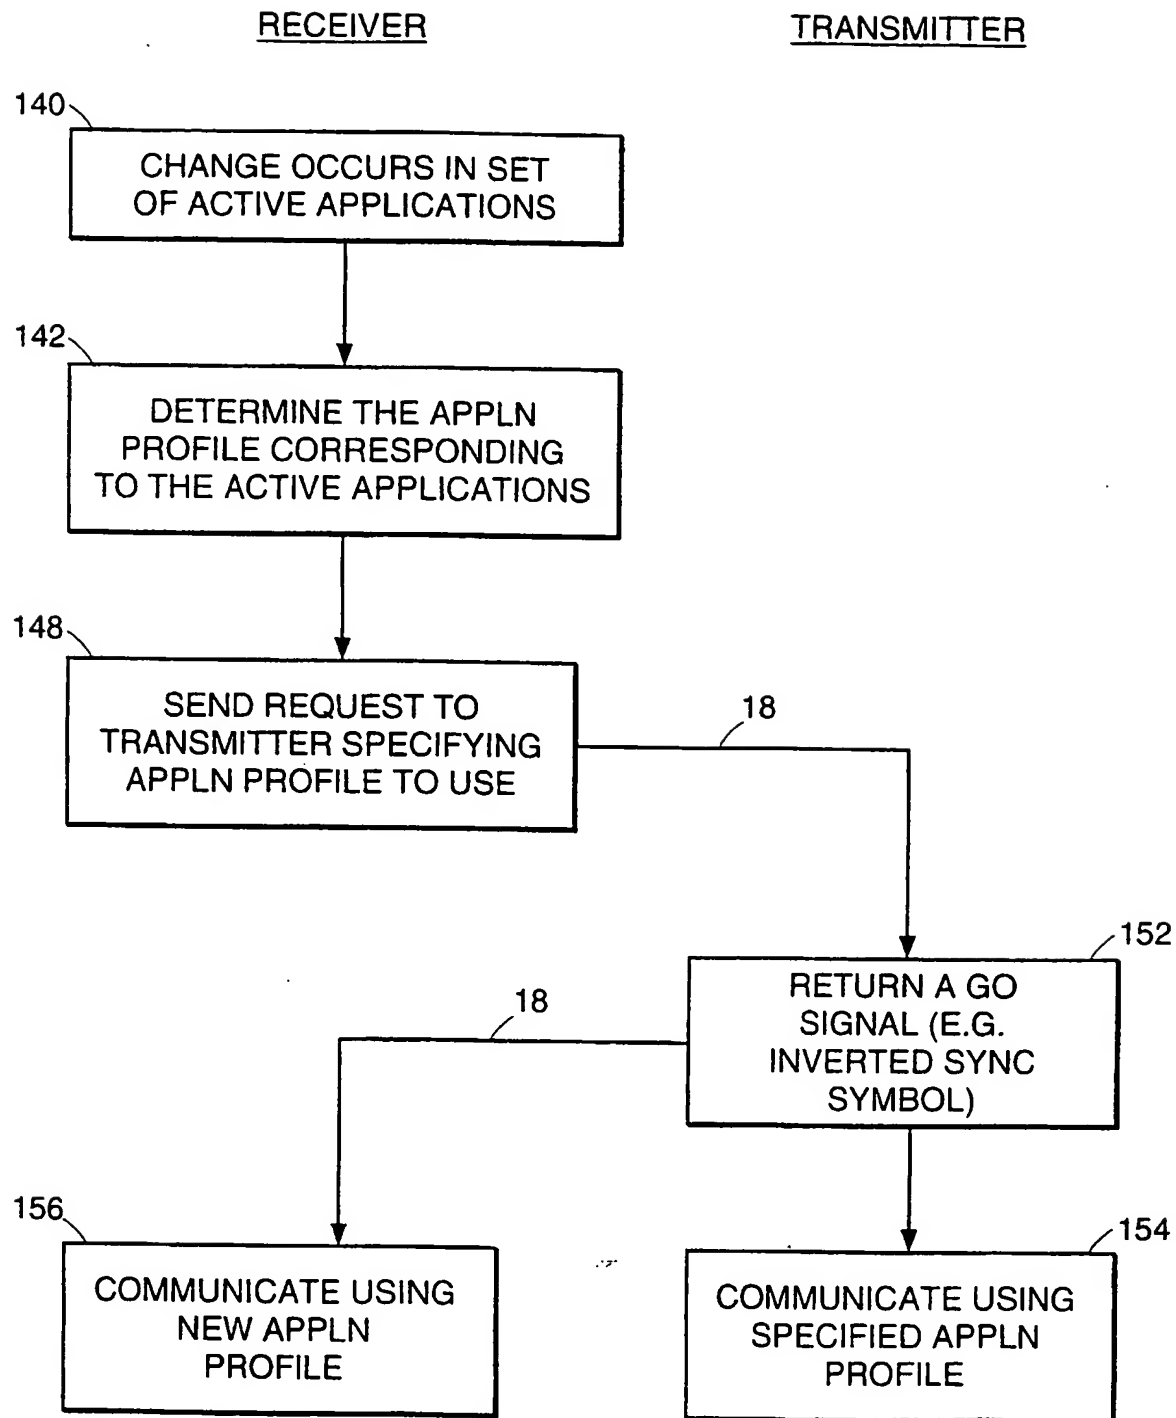 RECEIVER
TRANSMITTER
140
CHANGE OCCURS IN SET
OF ACTIVE APPLICATIONS
142
DETERMINE THE APPLN
PROFILE CORRESPONDING
TO THE ACTIVE APPLICATIONS
148
SEND REQUEST TO
TRANSMITTER SPECIFYING
APPLN PROFILE TO USE
18
152
RETURN A GO
SIGNAL (E.G.
INVERTED SYNC
SYMBOL)
18
156
COMMUNICATE USING
NEW APPLN
PROFILE
154
COMMUNICATE USING
SPECIFIED APPLN
PROFILE